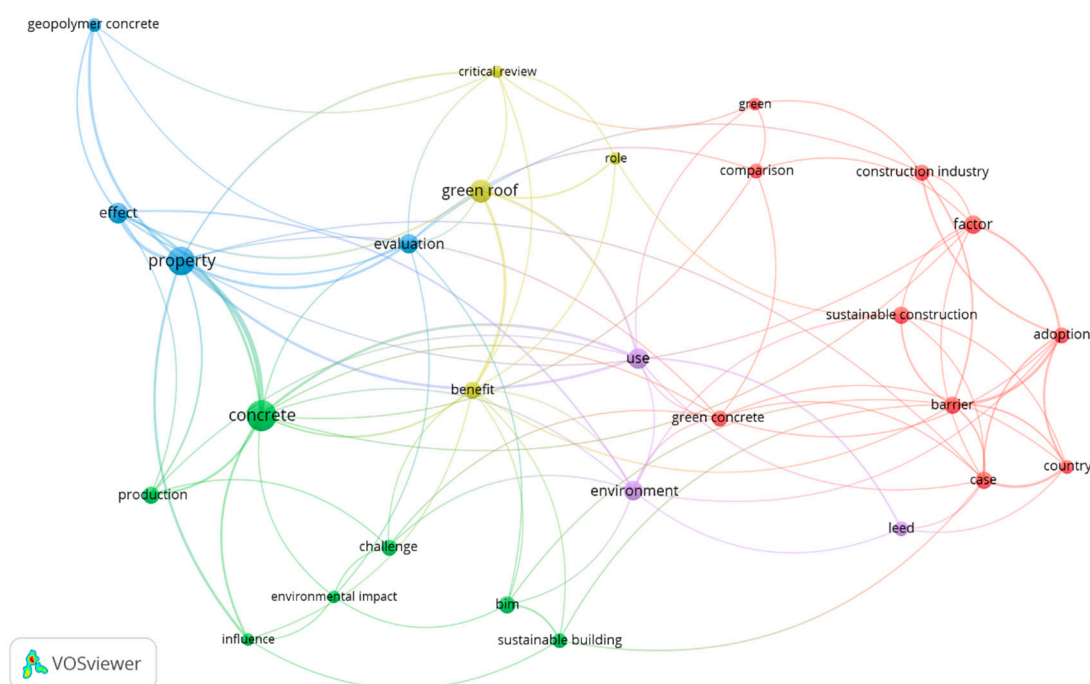 geopolymer concrete
critical review
green
role
comparison
construction industry
green roof
effect
factor
evaluation
property
sustainable construction
adoption
use
benefit
barrier
concrete
green concrete
country
case
production
environment
leed
challenge
environmental impact
bim
influence
sustainable building
VOSviewer